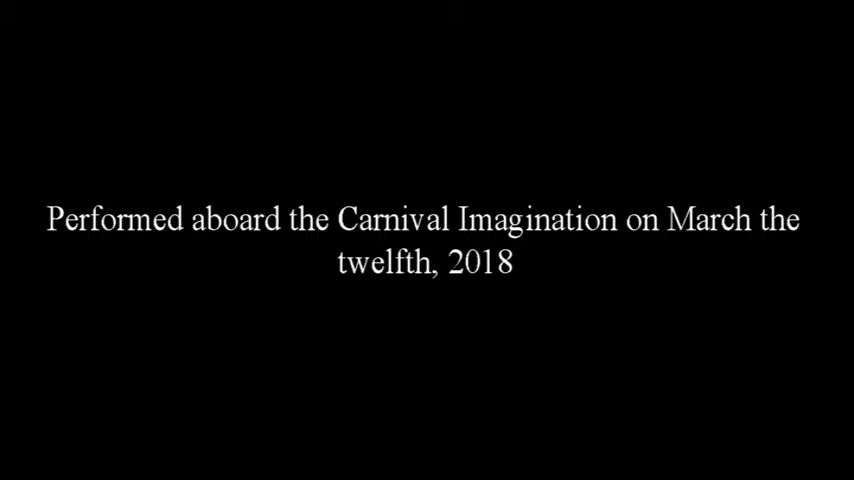 Performed aboard the Carnival Imagination on March the
twelfth, 2018